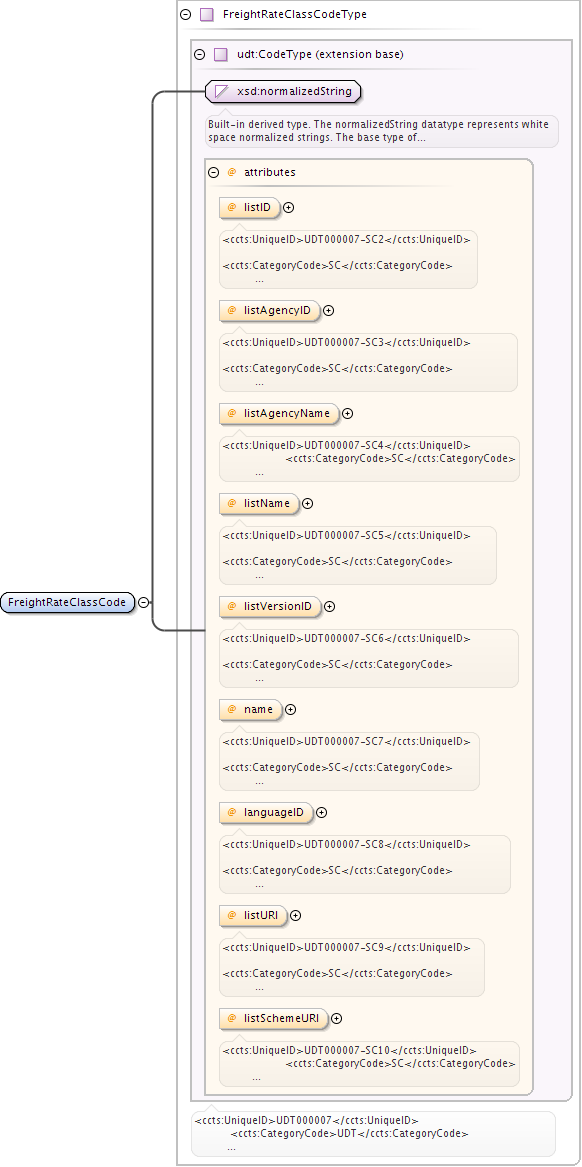 FreightRateClassCodeType
udt:CodeType (extension base)
xsd:normalizedString
Built-in derived type. The normalizedString datatype represents white
space normalized strings. The base type of...
@ attributes
@ listID
<ccts:UniqueID>UDT000007-SC2</ccts:UniqueID>
<ccts:CategoryCode>SC</ccts:CategoryCode>
...
@ listAgencyID
<ccts:UniqueID>UDT000007-SC3</ccts:UniqueID>
<ccts:CategoryCode>SC</ccts:CategoryCode>
...
@ listAgencyName
<ccts:UniqueID>UDT000007-SC4</ccts:UniqueID>
<ccts:CategoryCode>SC</ccts:CategoryCode>
...
@ listName
<ccts:UniqueID>UDT000007-SC5</ccts:UniqueID>
<ccts:CategoryCode>SC</ccts:CategoryCode>
...
FreightRateClassCode
@ listVersionID
<ccts:UniqueID>UDT000007-SC6</ccts:UniqueID>
<ccts:CategoryCode>SC</ccts:CategoryCode>
...
@ name
<ccts:UniqueID>UDT000007-SC7</ccts:UniqueID>
<ccts:CategoryCode>SC</ccts:CategoryCode>
...
@ languageID
<ccts:UniqueID>UDT000007-SC8</ccts:UniqueID>
<ccts:CategoryCode>SC</ccts:CategoryCode>
...
@ listURI
<ccts:UniqueID>UDT000007-SC9</ccts:UniqueID>
<ccts:CategoryCode>SC</ccts:CategoryCode>
...
@ listSchemeURI
<ccts:UniqueID>UDT000007-SC10</ccts:UniqueID>
<ccts:CategoryCode>SC</ccts:CategoryCode>
...
<ccts:UniqueID>UDT000007</ccts:UniqueID>
<ccts:CategoryCode>UDT</ccts:CategoryCode>
...